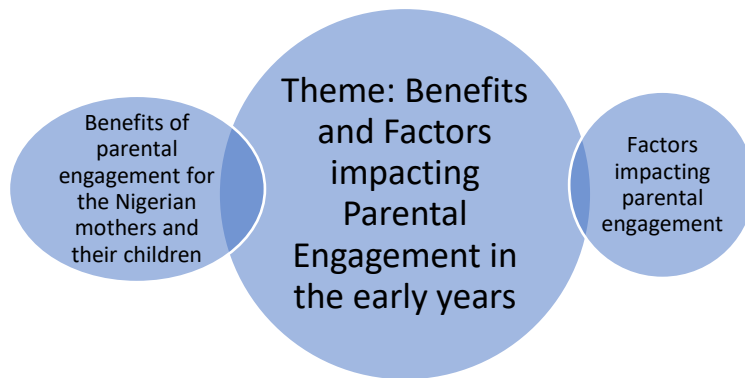 Benefits of
parental
engagement for
the Nigerian
mothers and
their children
Theme: Benefits
and Factors
impacting
Parental
Engagement in
the early years
Factors
impacting
parental
engagement